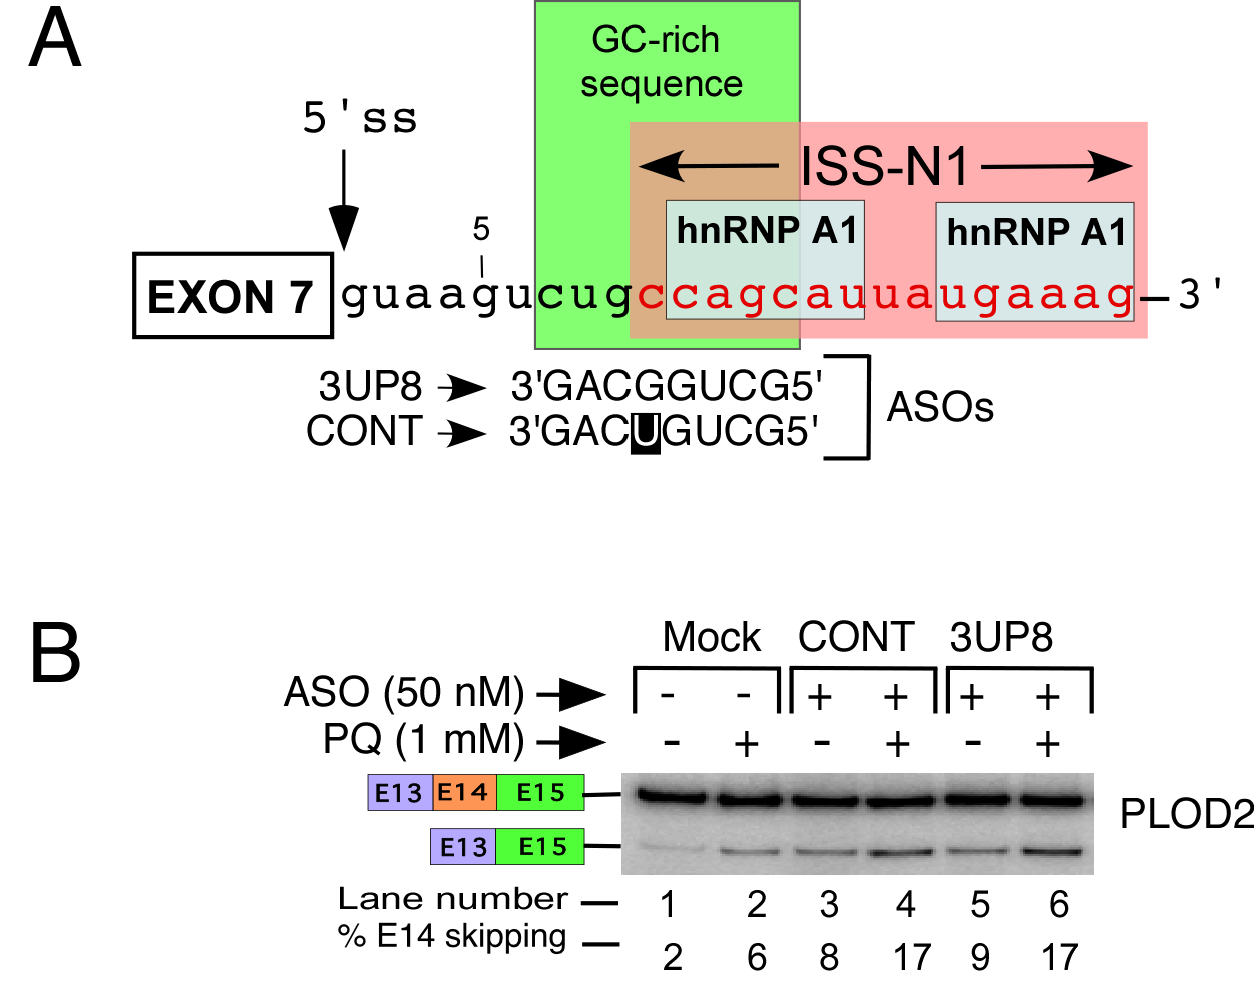 A
GC-rich
sequence
5'ss
ISS-N1
5
hnRNP A1 hnRNP A1
EXON 7 guaagucugccagcauuaugaaag 3'
3UP8 3'GACGGUCG5'
CONT 3'GACUGUCG5'
ASOs
B
Mock CONT 3UP8
ASO (50 nM) - - + + + +
PQ (1 mM) - + - + - +
E13 E14 E15
PLOD2
E13 E15
Lane number 1 2 3 4 5 6
% E14 skipping 2 6 8 17 9 17